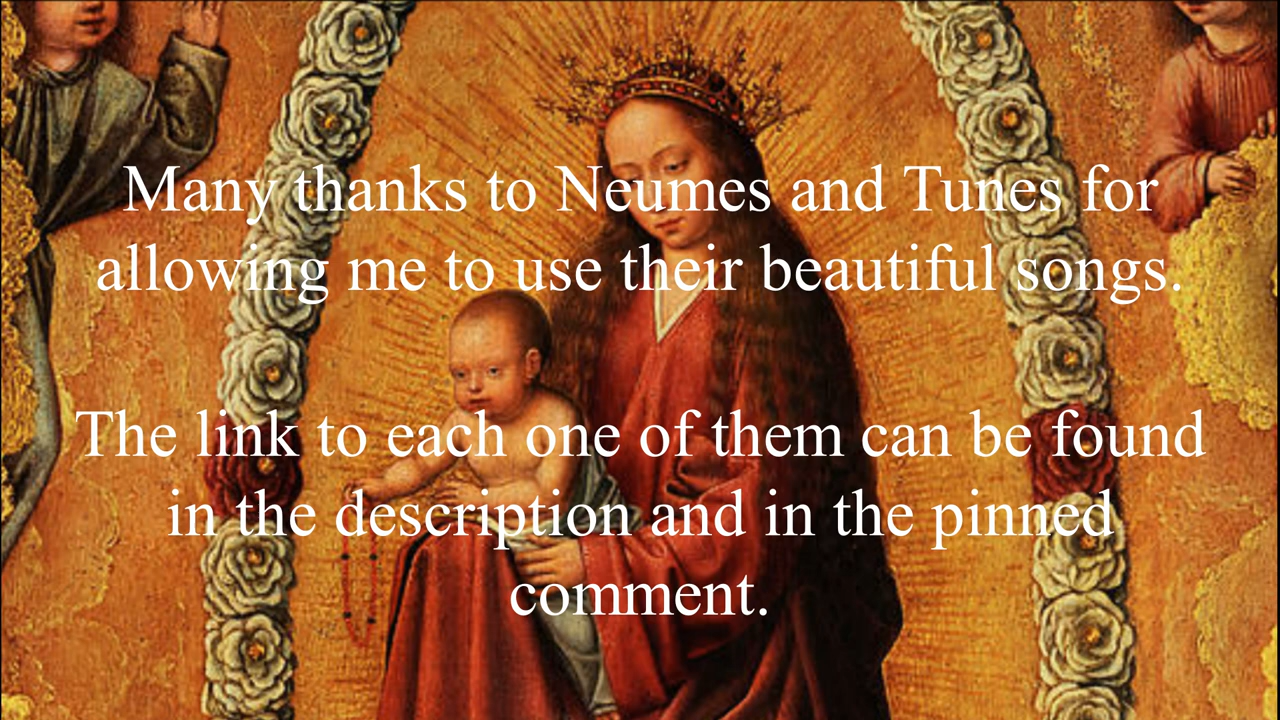 Many thanks to Neumes and Tunes for
allowing me to use their beautiful songs.
The link to each one of them can be found
in the description and in the pinned
comment.